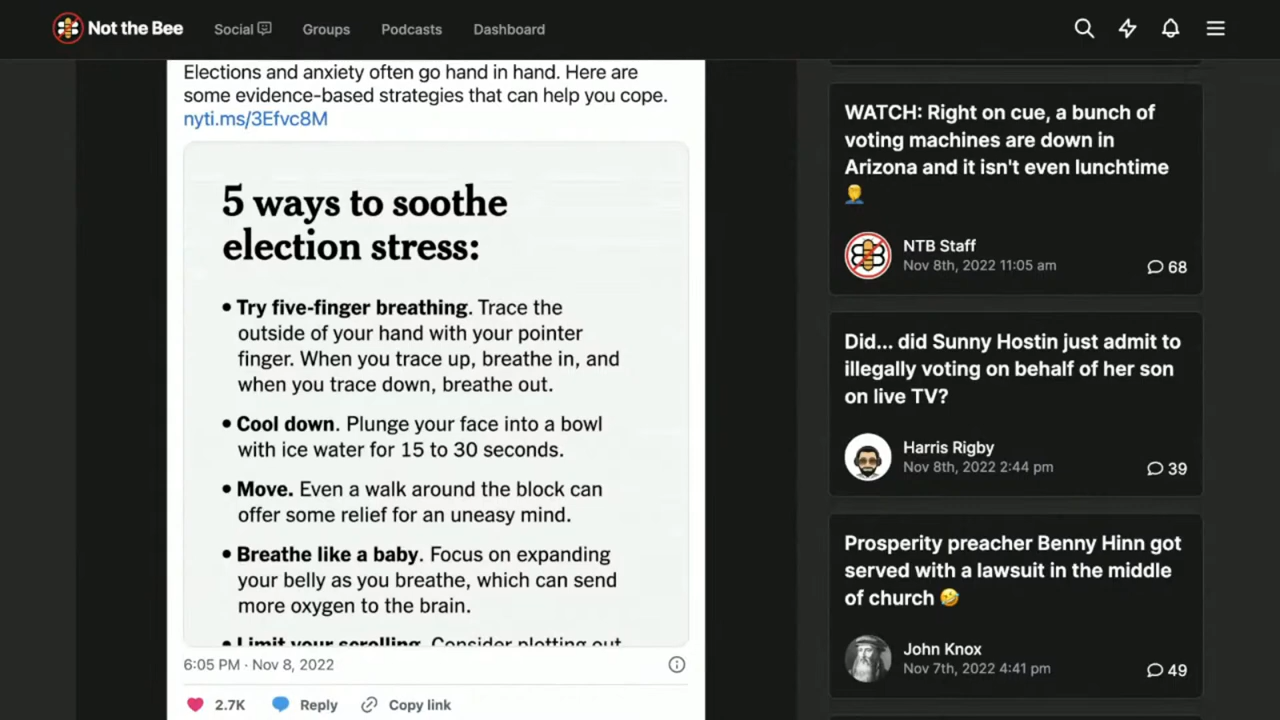 Not the Bee
Social
Groups
Podcasts
Dashboard
Elections and anxiety often go hand in hand. Here are
some evidence-based strategies that can help you cope.
nyti.ms/3Efvc8M
5 ways to soothe
election stress:
• Try five-finger breathing. Trace the
outside of your hand with your pointer
finger. When you trace up, breathe in, and
when you trace down, breathe out.
• Cool down. Plunge your face into a bowl
with ice water for 15 to 30 seconds.
• Move. Even a walk around the block can
offer some relief for an uneasy mind.
• Breathe like a baby. Focus on expanding
your belly as you breathe, which can send
more oxygen to the brain.
• Limit your scrolling. Consider plotting out
6:05 PM · Nov 8, 2022
2.7K
Reply
Copy link
WATCH: Right on cue, a bunch of
voting machines are down in
Arizona and it isn't even lunchtime
🤦‍♂️
NTB Staff
Nov 8th, 2022 11:05 am
68
Did... did Sunny Hostin just admit to
illegally voting on behalf of her son
on live TV?
Harris Rigby
Nov 8th, 2022 2:44 pm
39
Prosperity preacher Benny Hinn got
served with a lawsuit in the middle
of church 🤣
John Knox
Nov 7th, 2022 4:41 pm
49